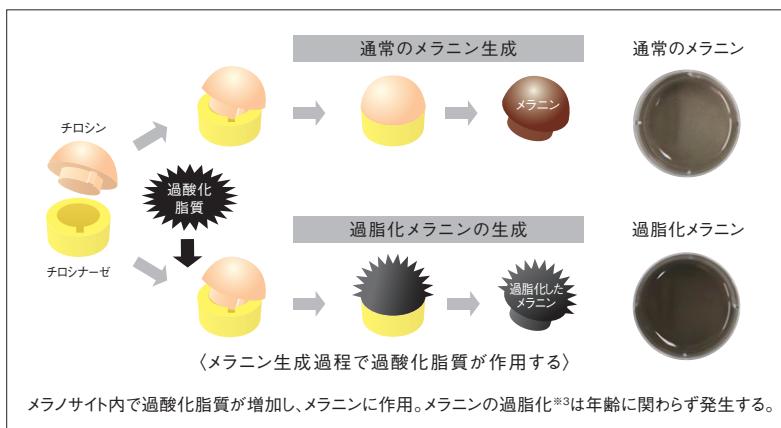 通常のメラニン生成
通常のメラニン
チロシン
メラニン
過酸化
脂質
過脂化メラニンの生成
過脂化メラニン
チロシナーゼ
過脂化した
メラニン
〈メラニン生成過程で過酸化脂質が作用する〉
メラノサイト内で過酸化脂質が増加し、メラニンに作用。メラニンの過脂化※3は年齢に関わらず発生する。